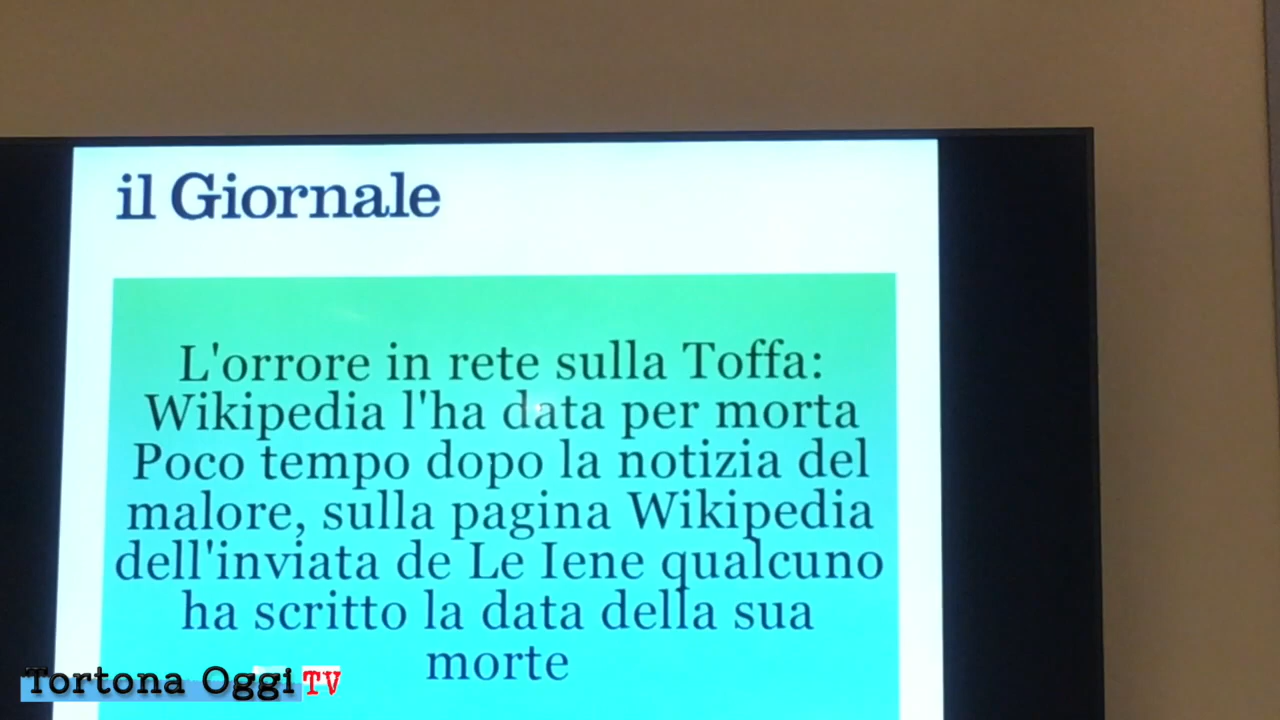 il Giornale
L'orrore in rete sulla Toffa:
Wikipedia l'ha data per morta
Poco tempo dopo la notizia del
malore, sulla pagina Wikipedia
dell'inviata de Le Iene qualcuno
ha scritto la data della sua
morte
Tortona Oggi TV